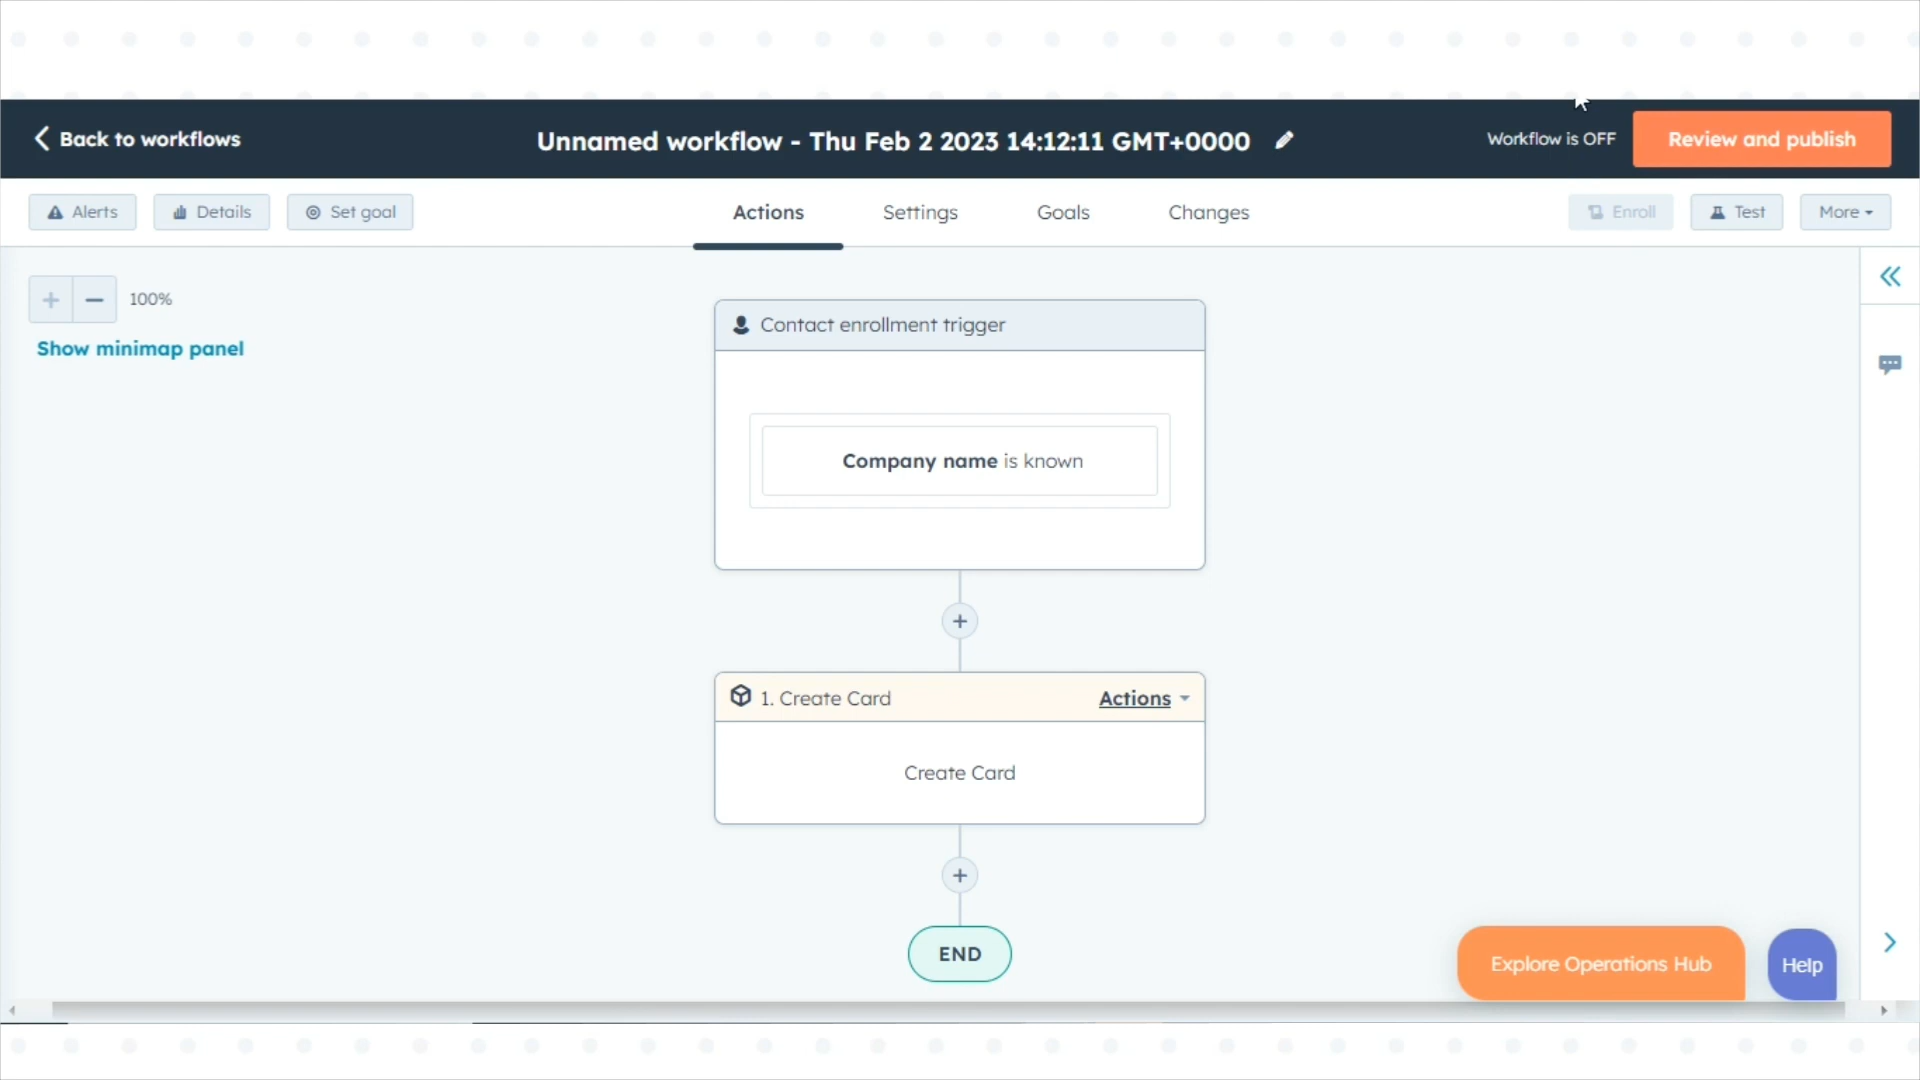 Back to workflows
Unnamed workflow - Thu Feb 2 2023 14:12:11 GMT+0000
Workflow is OFF
Review and publish
Alerts
Details
Set goal
Actions
Settings
Goals
Changes
Enroll
Test
More
100%
Show minimap panel
Contact enrollment trigger
Company name is known
1. Create Card
Actions
Create Card
END
Explore Operations Hub
Help